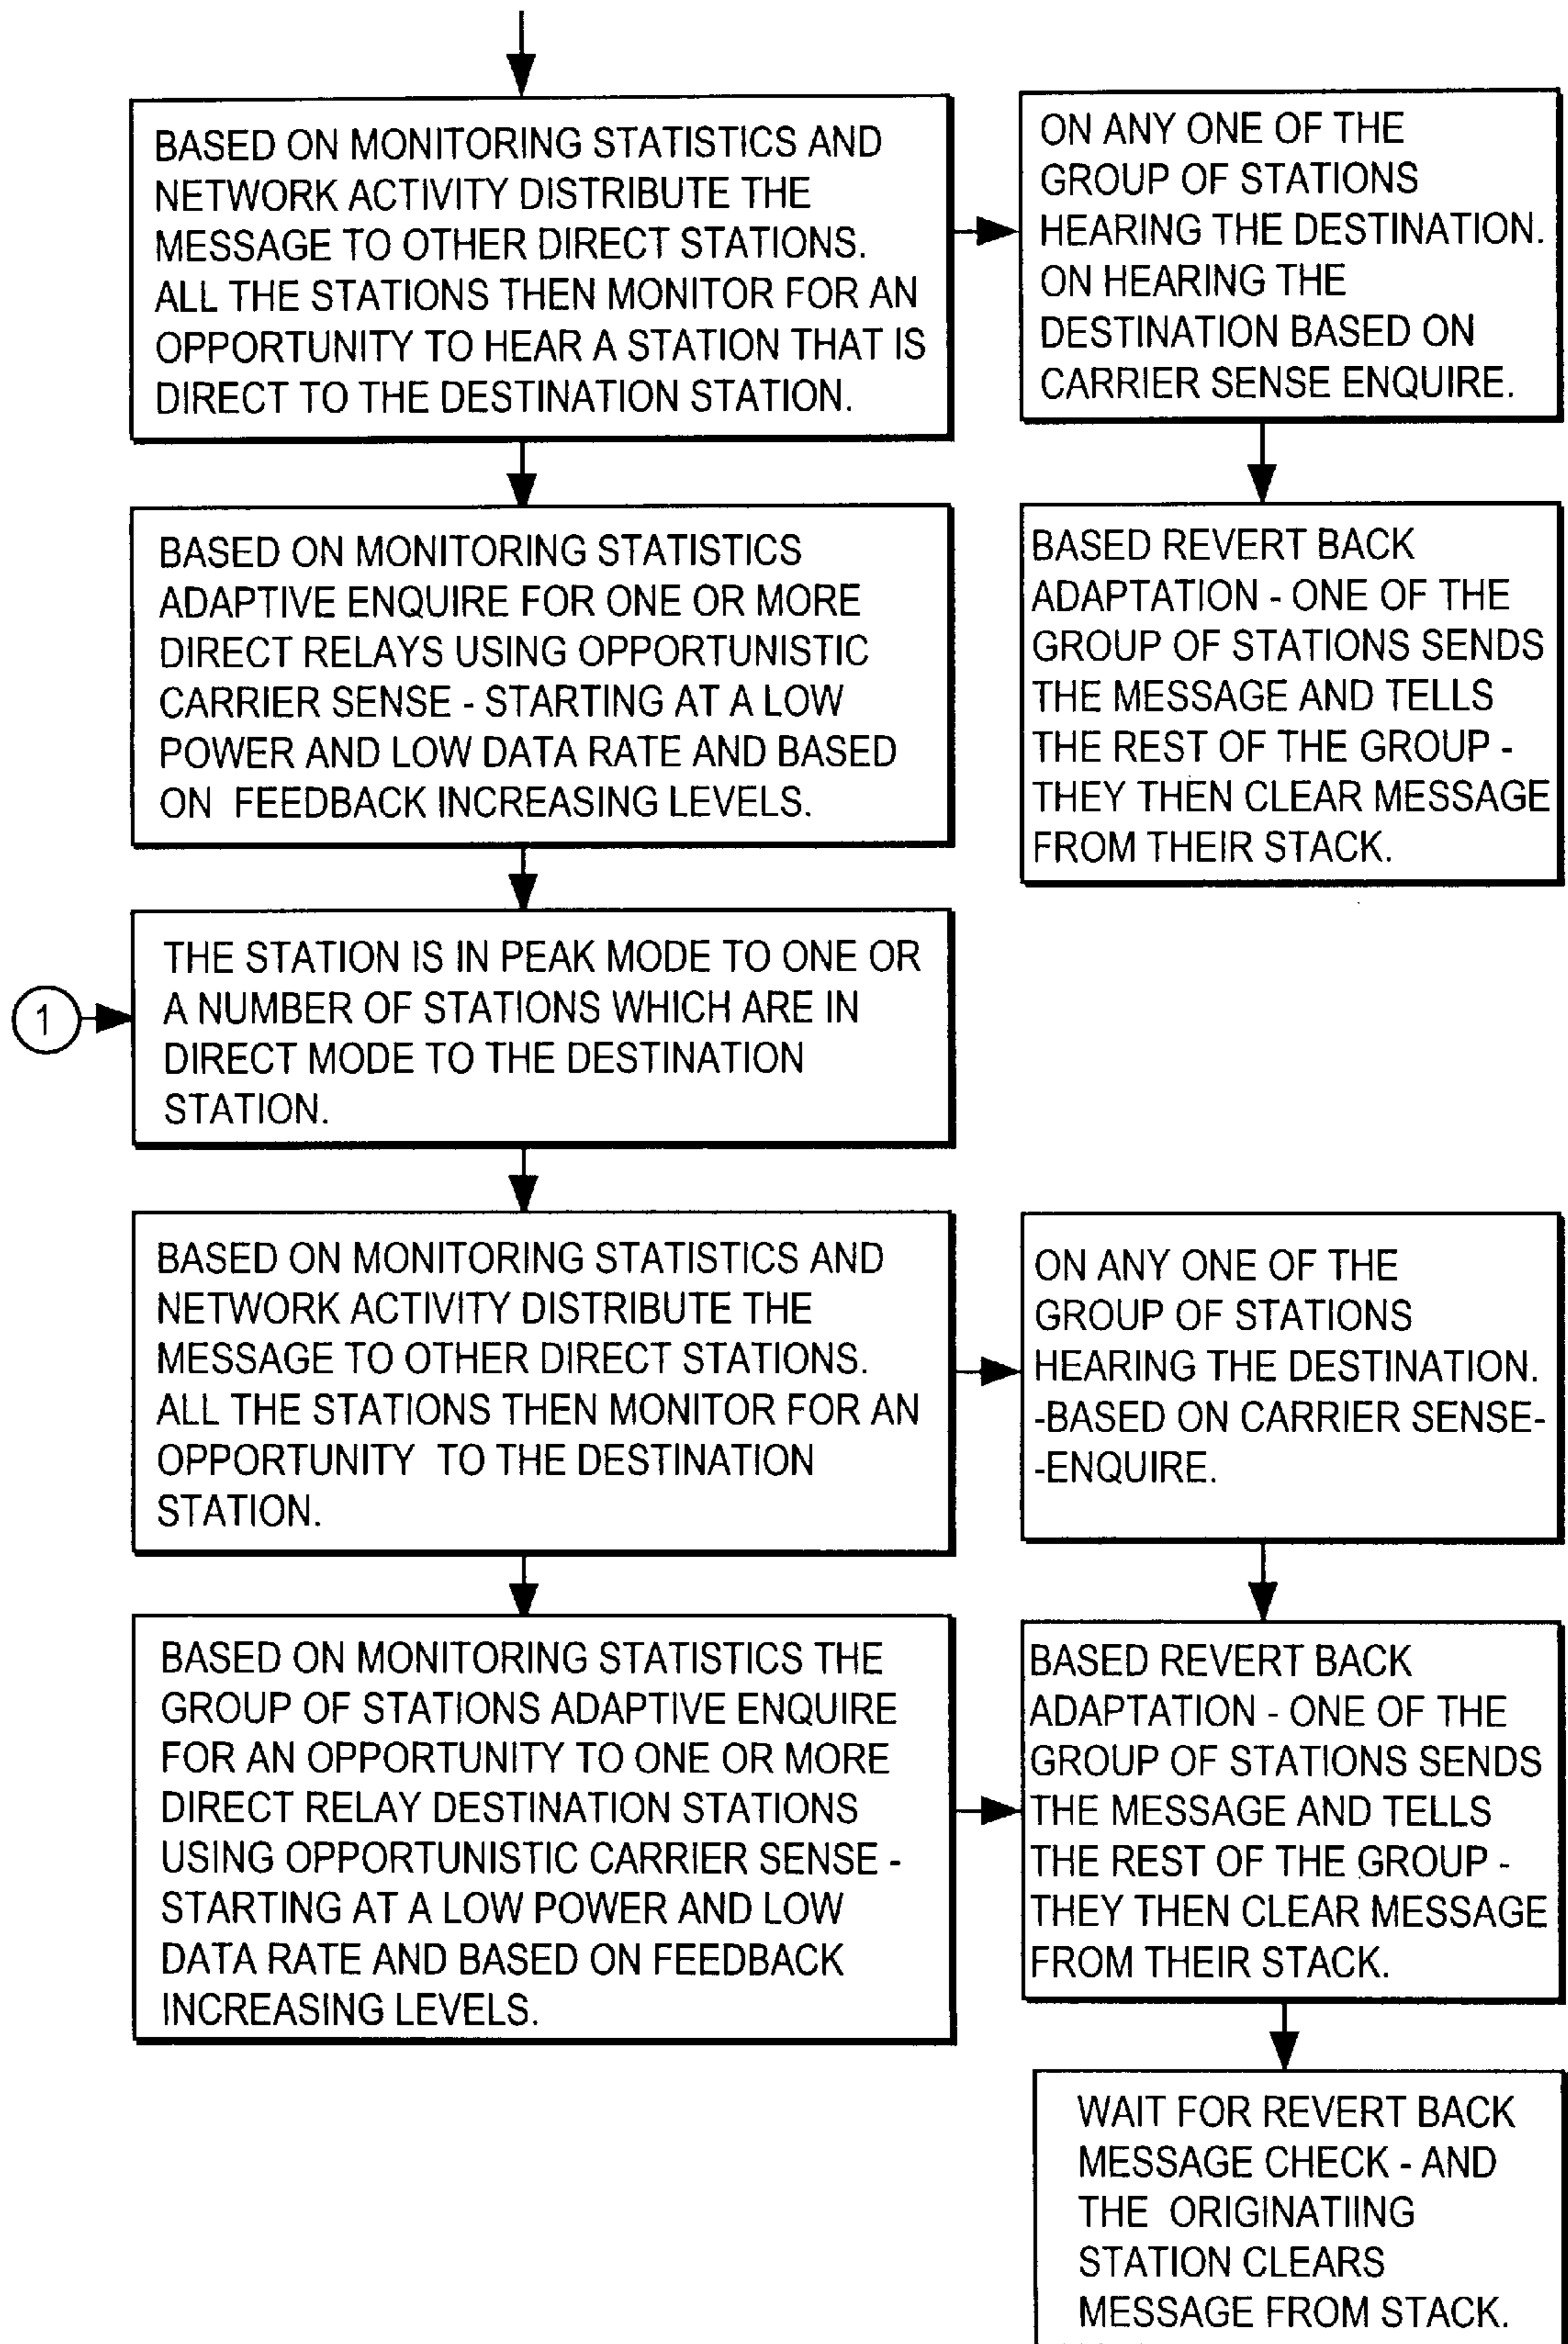 BASED ON MONITORING STATISTICS AND
NETWORK ACTIVITY DISTRIBUTE THE
MESSAGE TO OTHER DIRECT STATIONS.
ALL THE STATIONS THEN MONITOR FOR AN
OPPORTUNITY TO HEAR A STATION THAT IS
DIRECT TO THE DESTINATION STATION.
ON ANY ONE OF THE
GROUP OF STATIONS
HEARING THE DESTINATION.
ON HEARING THE
DESTINATION BASED ON
CARRIER SENSE ENQUIRE.
BASED ON MONITORING STATISTICS
ADAPTIVE ENQUIRE FOR ONE OR MORE
DIRECT RELAYS USING OPPORTUNISTIC
CARRIER SENSE - STARTING AT A LOW
POWER AND LOW DATA RATE AND BASED
ON FEEDBACK INCREASING LEVELS.
BASED REVERT BACK
ADAPTATION - ONE OF THE
GROUP OF STATIONS SENDS
THE MESSAGE AND TELLS
THE REST OF THE GROUP -
THEY THEN CLEAR MESSAGE
FROM THEIR STACK.
1
THE STATION IS IN PEAK MODE TO ONE OR
A NUMBER OF STATIONS WHICH ARE IN
DIRECT MODE TO THE DESTINATION
STATION.
BASED ON MONITORING STATISTICS AND
NETWORK ACTIVITY DISTRIBUTE THE
MESSAGE TO OTHER DIRECT STATIONS.
ALL THE STATIONS THEN MONITOR FOR AN
OPPORTUNITY TO THE DESTINATION
STATION.
ON ANY ONE OF THE
GROUP OF STATIONS
HEARING THE DESTINATION.
-BASED ON CARRIER SENSE-
-ENQUIRE.
BASED ON MONITORING STATISTICS THE
GROUP OF STATIONS ADAPTIVE ENQUIRE
FOR AN OPPORTUNITY TO ONE OR MORE
DIRECT RELAY DESTINATION STATIONS
USING OPPORTUNISTIC CARRIER SENSE -
STARTING AT A LOW POWER AND LOW
DATA RATE AND BASED ON FEEDBACK
INCREASING LEVELS.
BASED REVERT BACK
ADAPTATION - ONE OF THE
GROUP OF STATIONS SENDS
THE MESSAGE AND TELLS
THE REST OF THE GROUP -
THEY THEN CLEAR MESSAGE
FROM THEIR STACK.
WAIT FOR REVERT BACK
MESSAGE CHECK - AND
THE ORIGINATIING
STATION CLEARS
MESSAGE FROM STACK.